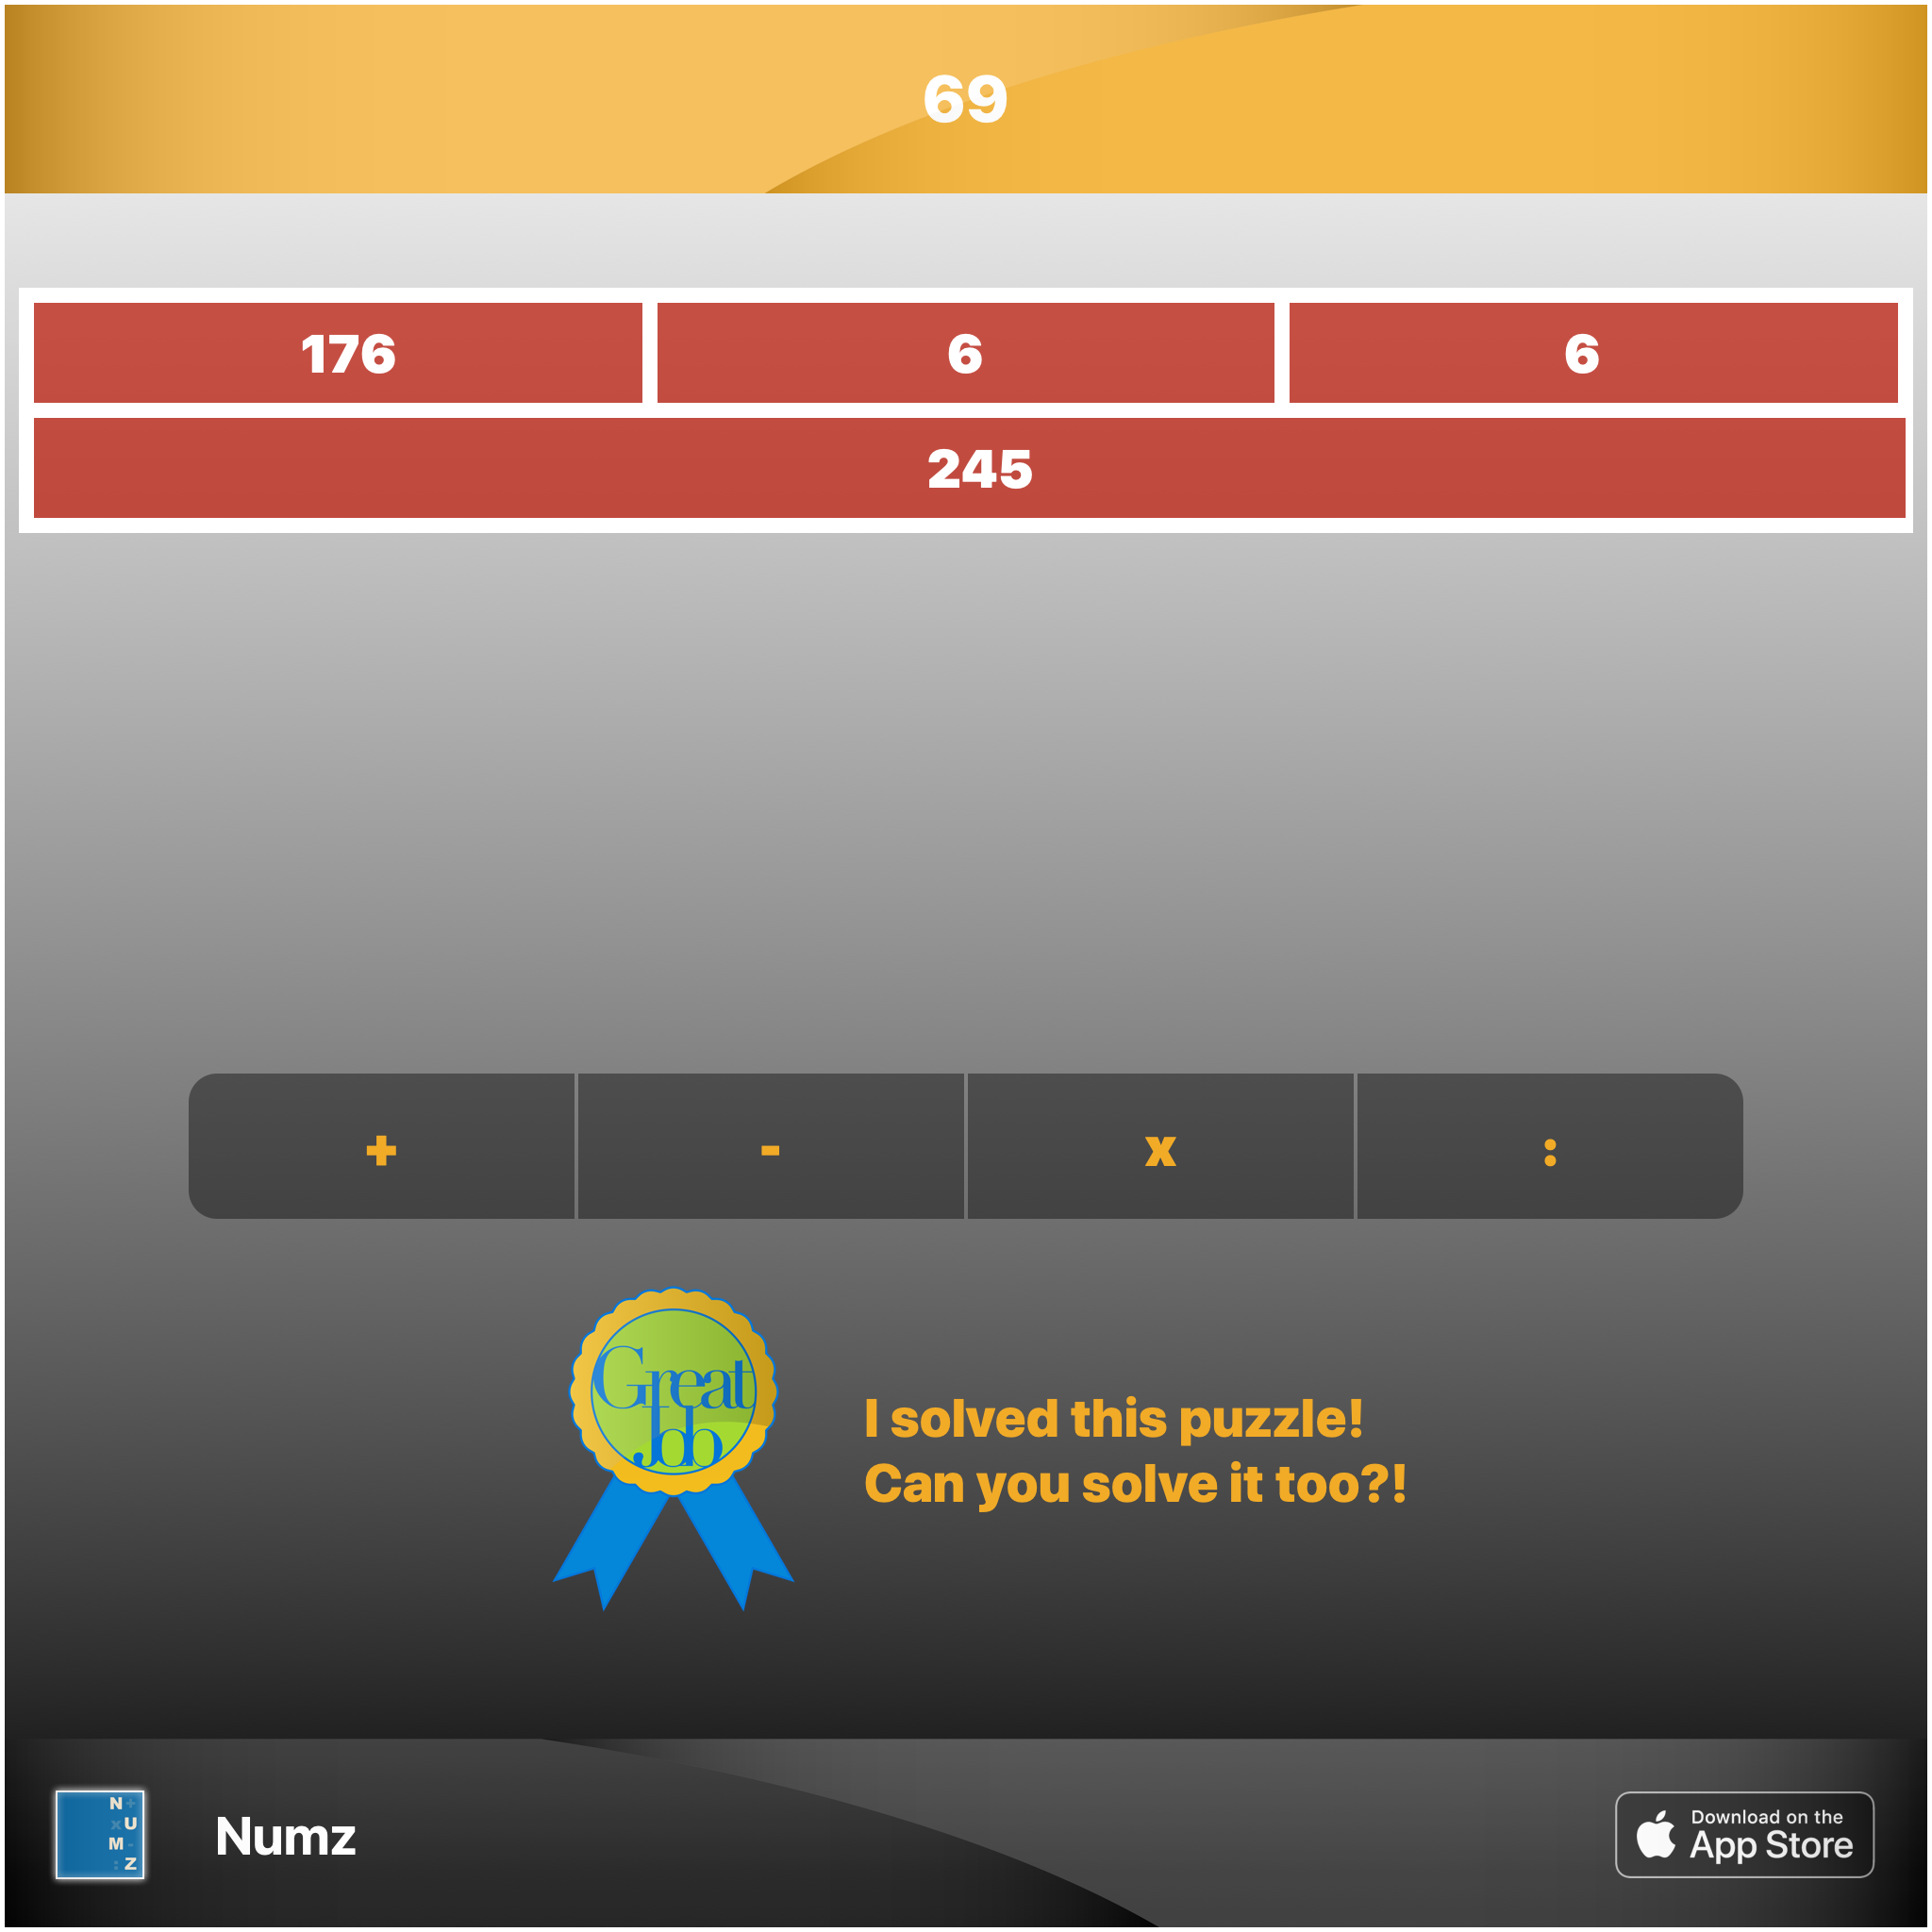 69
176 6 6
245
+ - x :
Great
Job
I solved this puzzle!
Can you solve it too?!
N+
xU
M-
:Z
Numz
Download on the
App Store